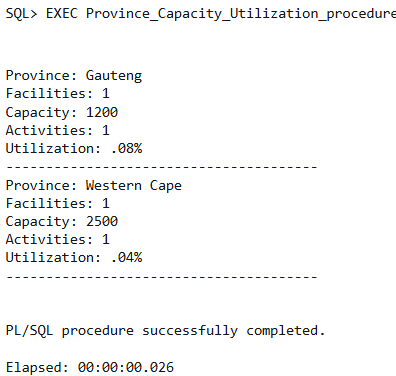 SQL> EXEC Province_Capacity_Utilization_procedure
Province: Gauteng
Facilities: 1
Capacity: 1200
Activities: 1
Utilization: .08%
---------------------------------------
Province: Western Cape
Facilities: 1
Capacity: 2500
Activities: 1
Utilization: .04%
---------------------------------------
PL/SQL procedure successfully completed.
Elapsed: 00:00:00.026